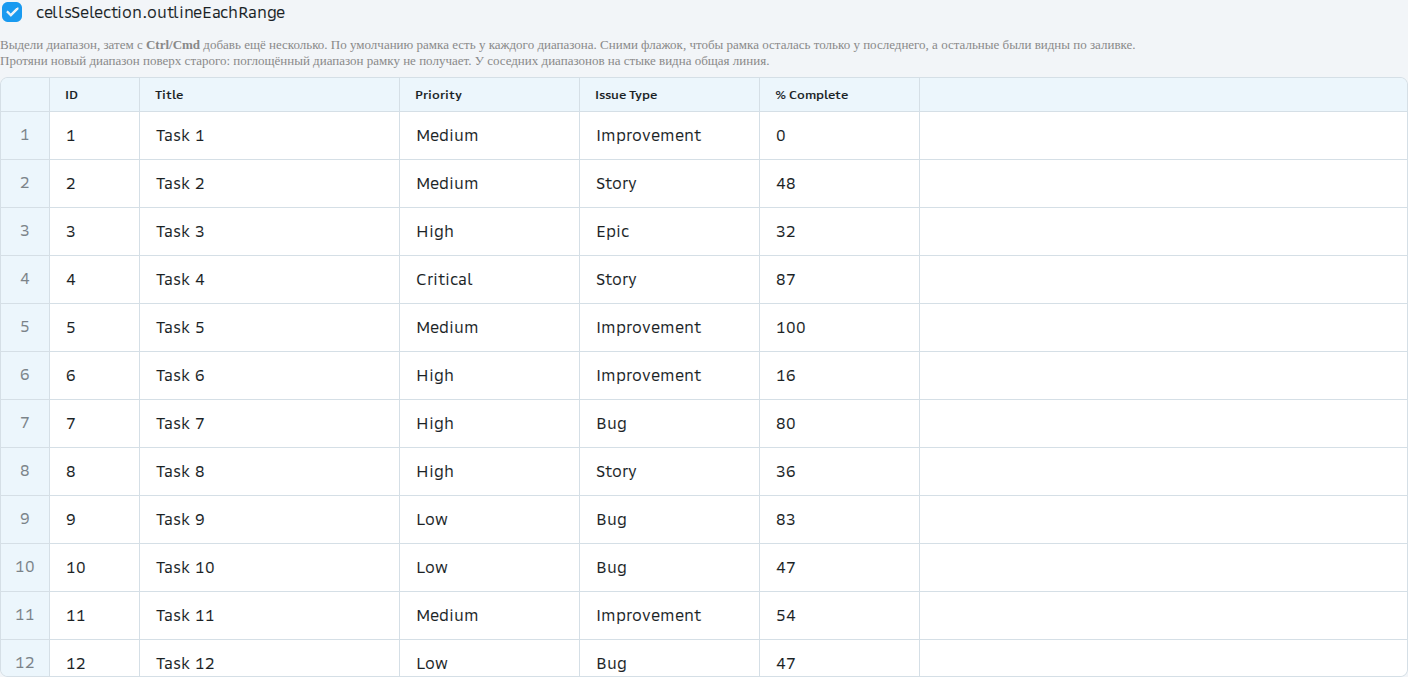 cellsSelection.outlineEachRange
Выдели диапазон, затем с Ctrl/Cmd добавь ещё несколько. По умолчанию рамка есть у каждого диапазона. Сними флажок, чтобы рамка осталась только у последнего, а остальные были видны по заливке.
Протяни новый диапазон поверх старого: поглощённый диапазон рамку не получает. У соседних диапазонов на стыке видна общая линия.
ID Title Priority Issue Type % Complete
1 1 Task 1 Medium Improvement 0
2 2 Task 2 Medium Story 48
3 3 Task 3 High Epic 32
4 4 Task 4 Critical Story 87
5 5 Task 5 Medium Improvement 100
6 6 Task 6 High Improvement 16
7 7 Task 7 High Bug 80
8 8 Task 8 High Story 36
9 9 Task 9 Low Bug 83
10 10 Task 10 Low Bug 47
11 11 Task 11 Medium Improvement 54
12 12 Task 12 Low Bug 47